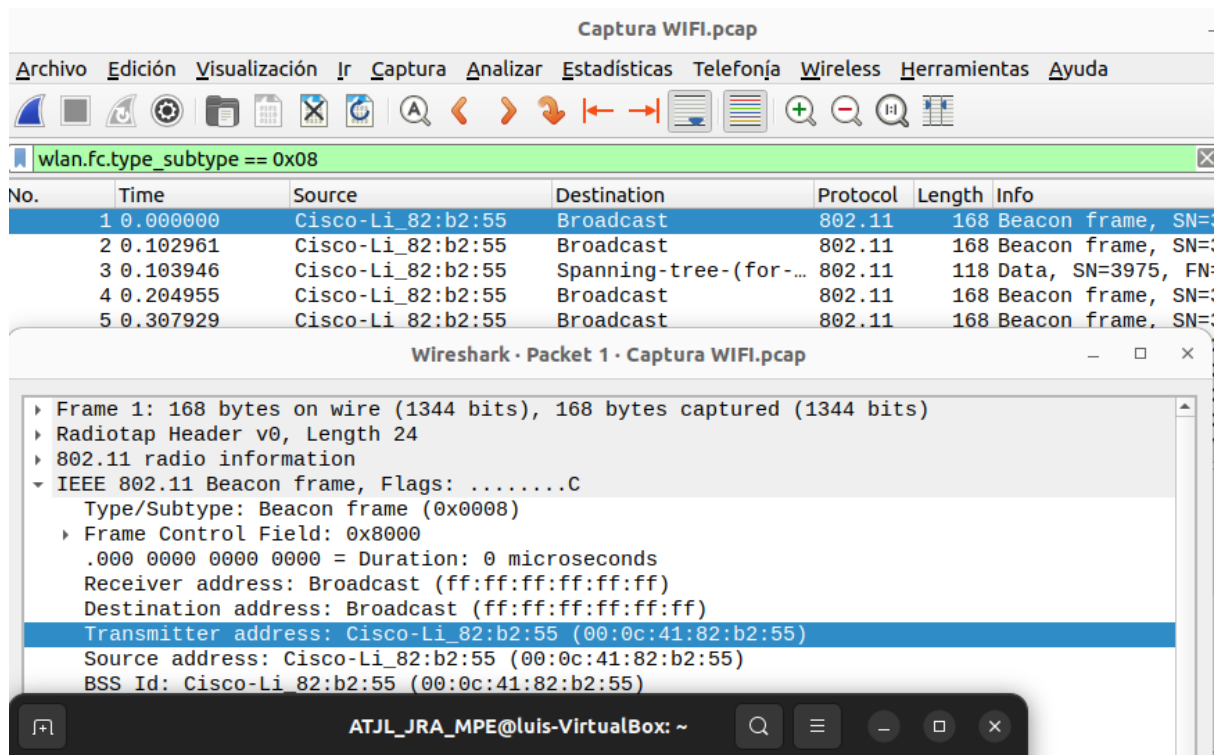 Captura WIFI.pcap
Archivo Edición Visualización Ir Captura Analizar Estadísticas Telefonía Wireless Herramientas Ayuda
wlan.fc.type_subtype == 0x08
No. Time Source Destination Protocol Length Info
1 0.000000 Cisco-Li_82:b2:55 Broadcast 802.11 168 Beacon frame, SN=
2 0.102961 Cisco-Li_82:b2:55 Broadcast 802.11 168 Beacon frame, SN=
3 0.103946 Cisco-Li_82:b2:55 Spanning-tree-(for-… 802.11 118 Data, SN=3975, FN=
4 0.204955 Cisco-Li_82:b2:55 Broadcast 802.11 168 Beacon frame, SN=
5 0.307929 Cisco-Li_82:b2:55 Broadcast 802.11 168 Beacon frame, SN=
Wireshark · Packet 1 · Captura WIFI.pcap
Frame 1: 168 bytes on wire (1344 bits), 168 bytes captured (1344 bits)
Radiotap Header v0, Length 24
802.11 radio information
IEEE 802.11 Beacon frame, Flags: ........C
Type/Subtype: Beacon frame (0x0008)
Frame Control Field: 0x8000
.000 0000 0000 0000 = Duration: 0 microseconds
Receiver address: Broadcast (ff:ff:ff:ff:ff:ff)
Destination address: Broadcast (ff:ff:ff:ff:ff:ff)
Transmitter address: Cisco-Li_82:b2:55 (00:0c:41:82:b2:55)
Source address: Cisco-Li_82:b2:55 (00:0c:41:82:b2:55)
BSS Id: Cisco-Li_82:b2:55 (00:0c:41:82:b2:55)
ATJL_JRA_MPE@luis-VirtualBox: ~